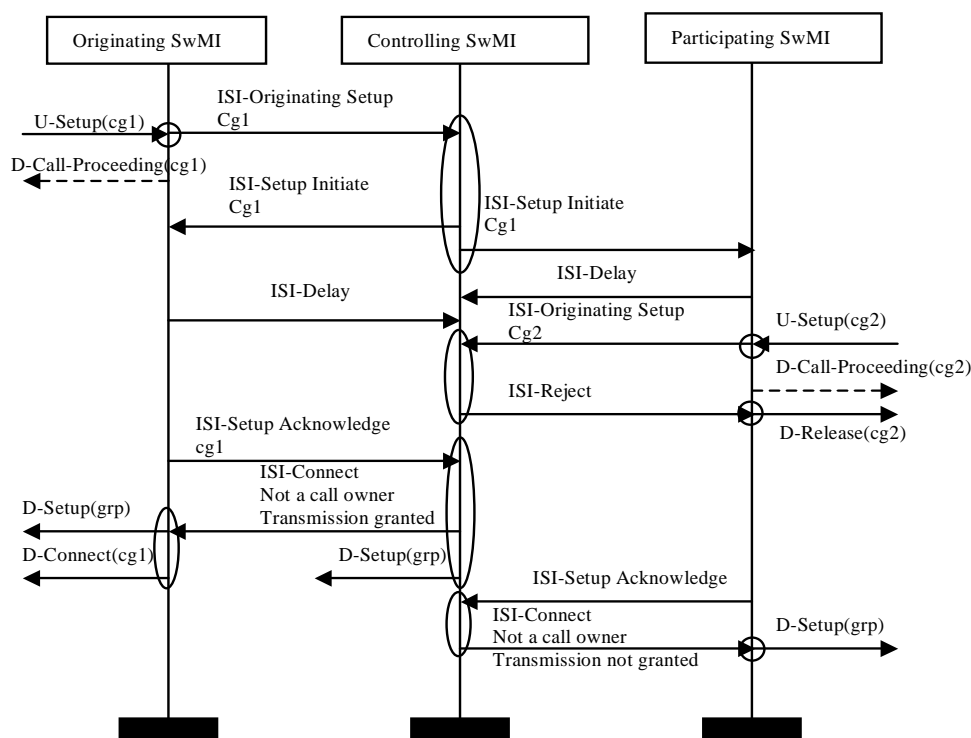 Originating SwMI
Controlling SwMI
Participating SwMI
ISI-Originating Setup
Cg1
U-Setup(cg1)
D-Call-Proceeding(cg1)
ISI-Setup Initiate
Cg1
ISI-Setup Initiate
Cg1
ISI-Delay
ISI-Delay
ISI-Originating Setup
Cg2
U-Setup(cg2)
D-Call-Proceeding(cg2)
ISI-Reject
D-Release(cg2)
ISI-Setup Acknowledge
cg1
ISI-Connect
Not a call owner
Transmission granted
D-Setup(grp)
D-Connect(cg1)
D-Setup(grp)
ISI-Setup Acknowledge
ISI-Connect
Not a call owner
Transmission not granted
D-Setup(grp)